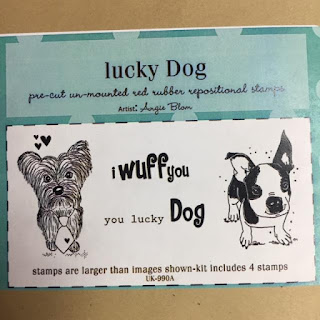 lucky Dog
pre-cut un-mounted red rubber repositional stamps
Artist: Angie Blom
i wuff you
you lucky Dog
stamps are larger than images shown-kit includes 4 stamps
UK-990A